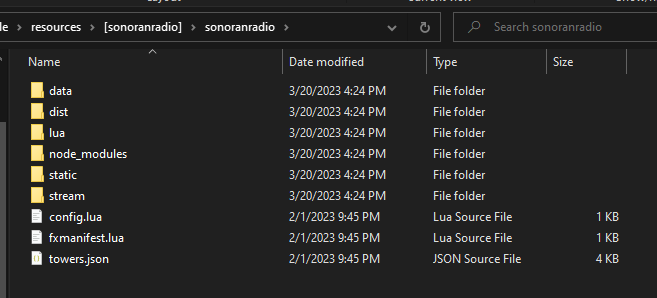 le > resources > [sonoranradio] > sonoranradio >
Search sonoranradio
Name Date modified Type Size
data 3/20/2023 4:24 PM File folder
dist 3/20/2023 4:24 PM File folder
lua 3/20/2023 4:24 PM File folder
node_modules 3/20/2023 4:24 PM File folder
static 3/20/2023 4:24 PM File folder
stream 3/20/2023 4:24 PM File folder
config.lua 2/1/2023 9:45 PM Lua Source File 1 KB
fxmanifest.lua 2/1/2023 9:45 PM Lua Source File 1 KB
towers.json 2/1/2023 9:45 PM JSON Source File 4 KB